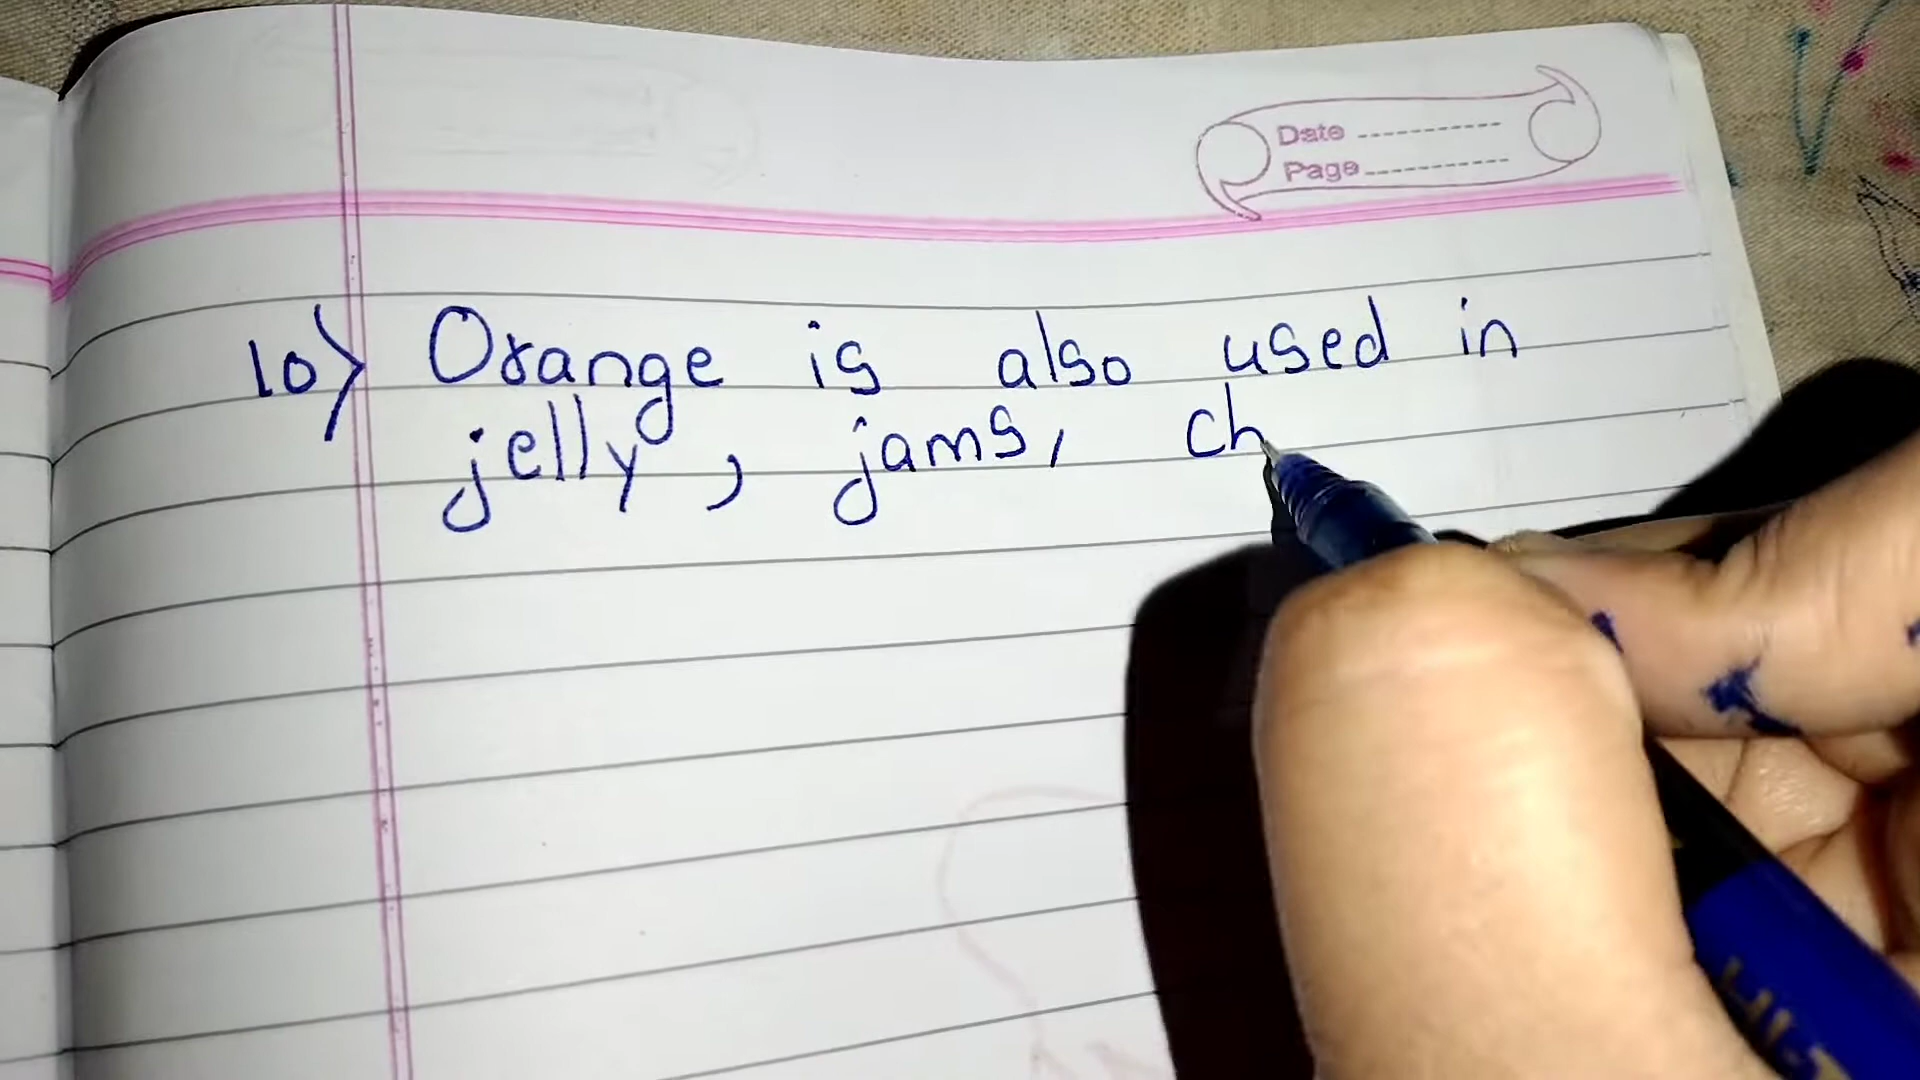 Date
Page
10) Orange is also used in
jelly, jams, ch